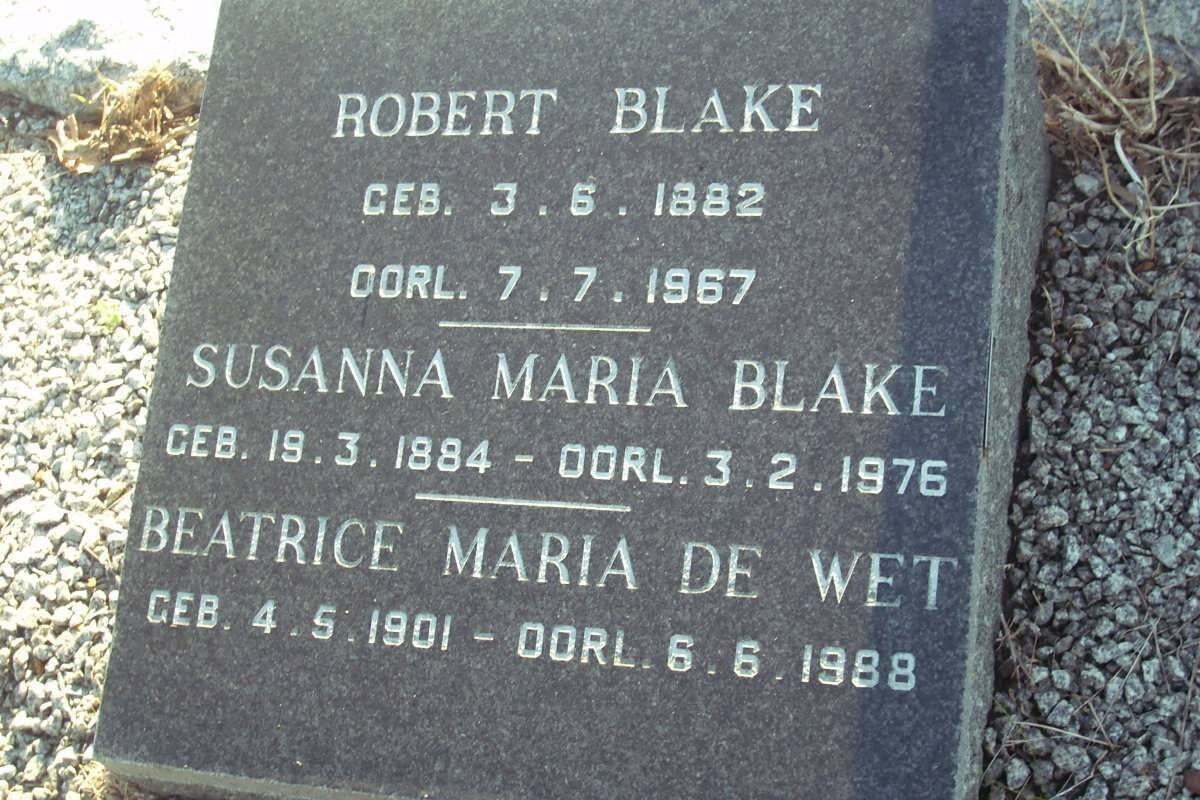 ROBERT BLAKE
GEB. 3.6.1882
OORL. 7.7.1967
SUSANNA MARIA BLAKE
GEB. 19.3.1884 - OORL. 3.2.1976
BEATRICE MARIA DE WET
GEB. 4.5.1901 - OORL. 6.6.1988